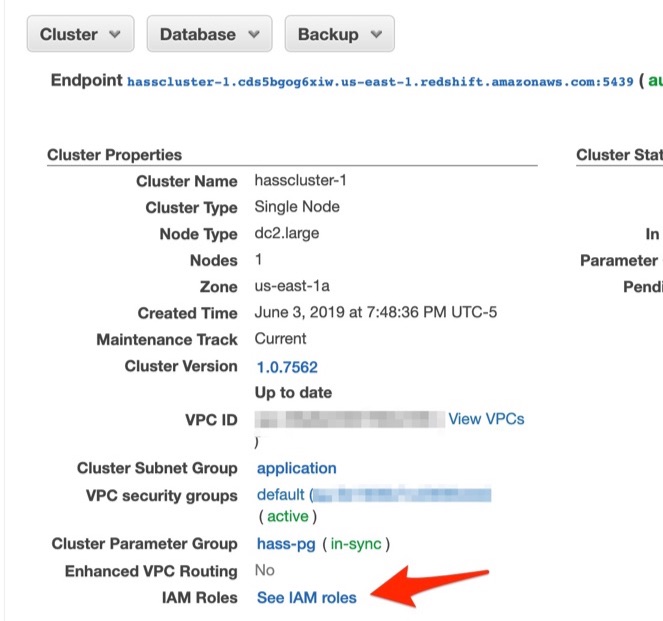 Cluster Database Backup
Endpoint hasscluster-1.cds5bgog6xiw.us-east-1.redshift.amazonaws.com:5439 ( au
Cluster Properties Cluster Stat
Cluster Name hasscluster-1
Cluster Type Single Node
Node Type dc2.large In
Nodes 1 Parameter
Zone us-east-1a Pendi
Created Time June 3, 2019 at 7:48:36 PM UTC-5
Maintenance Track Current
Cluster Version 1.0.7562
Up to date
VPC ID View VPCs
)
Cluster Subnet Group application
VPC security groups default (
( active )
Cluster Parameter Group hass-pg ( in-sync )
Enhanced VPC Routing No
IAM Roles See IAM roles